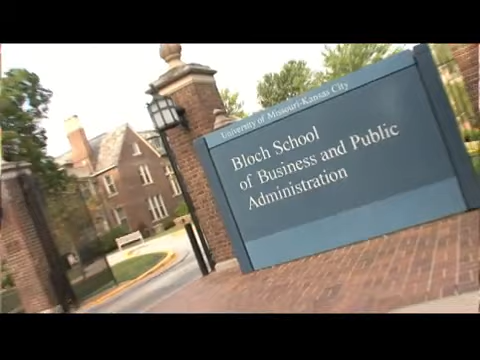 University of Missouri-Kansas City
Bloch School
of Business and Public
Administration